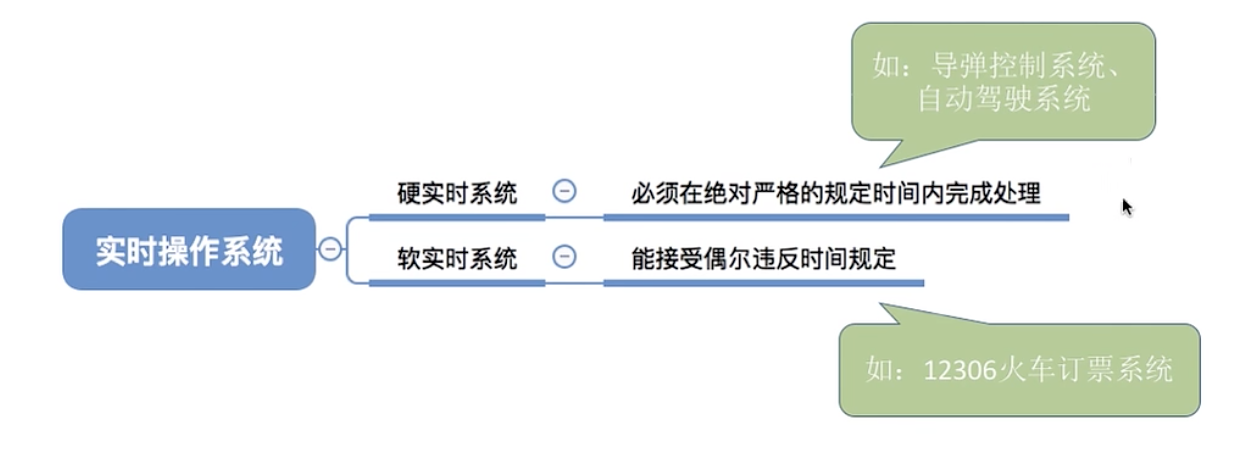 如：导弹控制系统、
自动驾驶系统
硬实时系统
必须在绝对严格的规定时间内完成处理
实时操作系统
软实时系统
能接受偶尔违反时间规定
如：12306火车订票系统